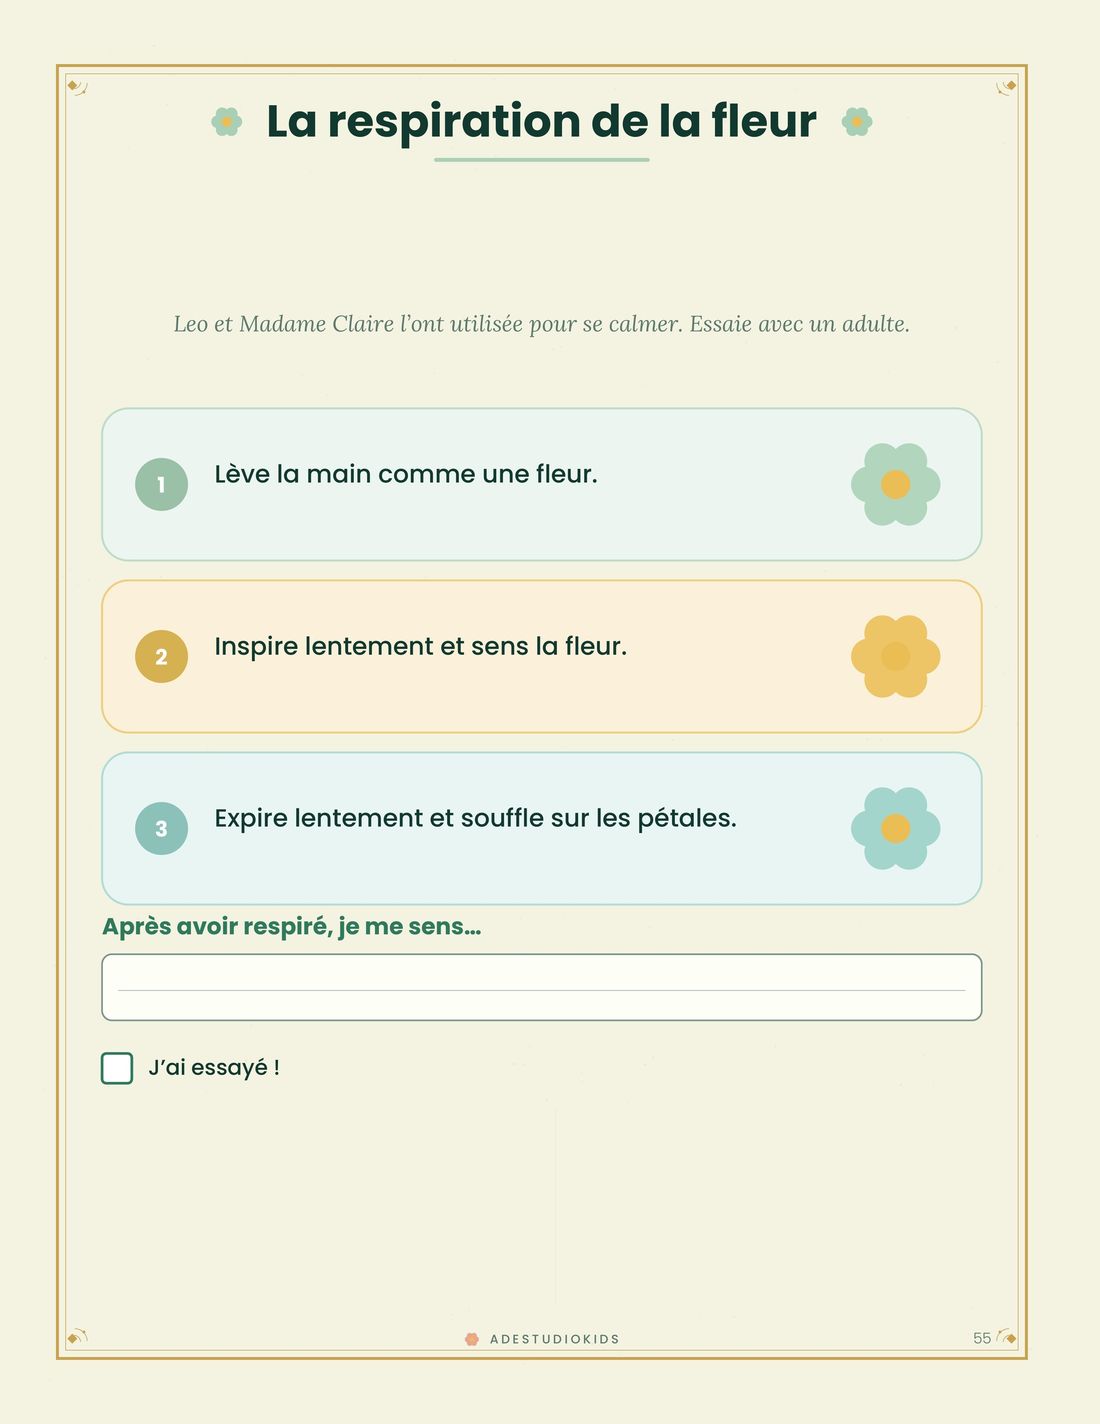 La respiration de la fleur
Leo et Madame Claire l’ont utilisée pour se calmer. Essaie avec un adulte.
1
Lève la main comme une fleur.
2
Inspire lentement et sens la fleur.
3
Expire lentement et souffle sur les pétales.
Après avoir respiré, je me sens...
J’ai essayé !
ADESTUDIOKIDS
55